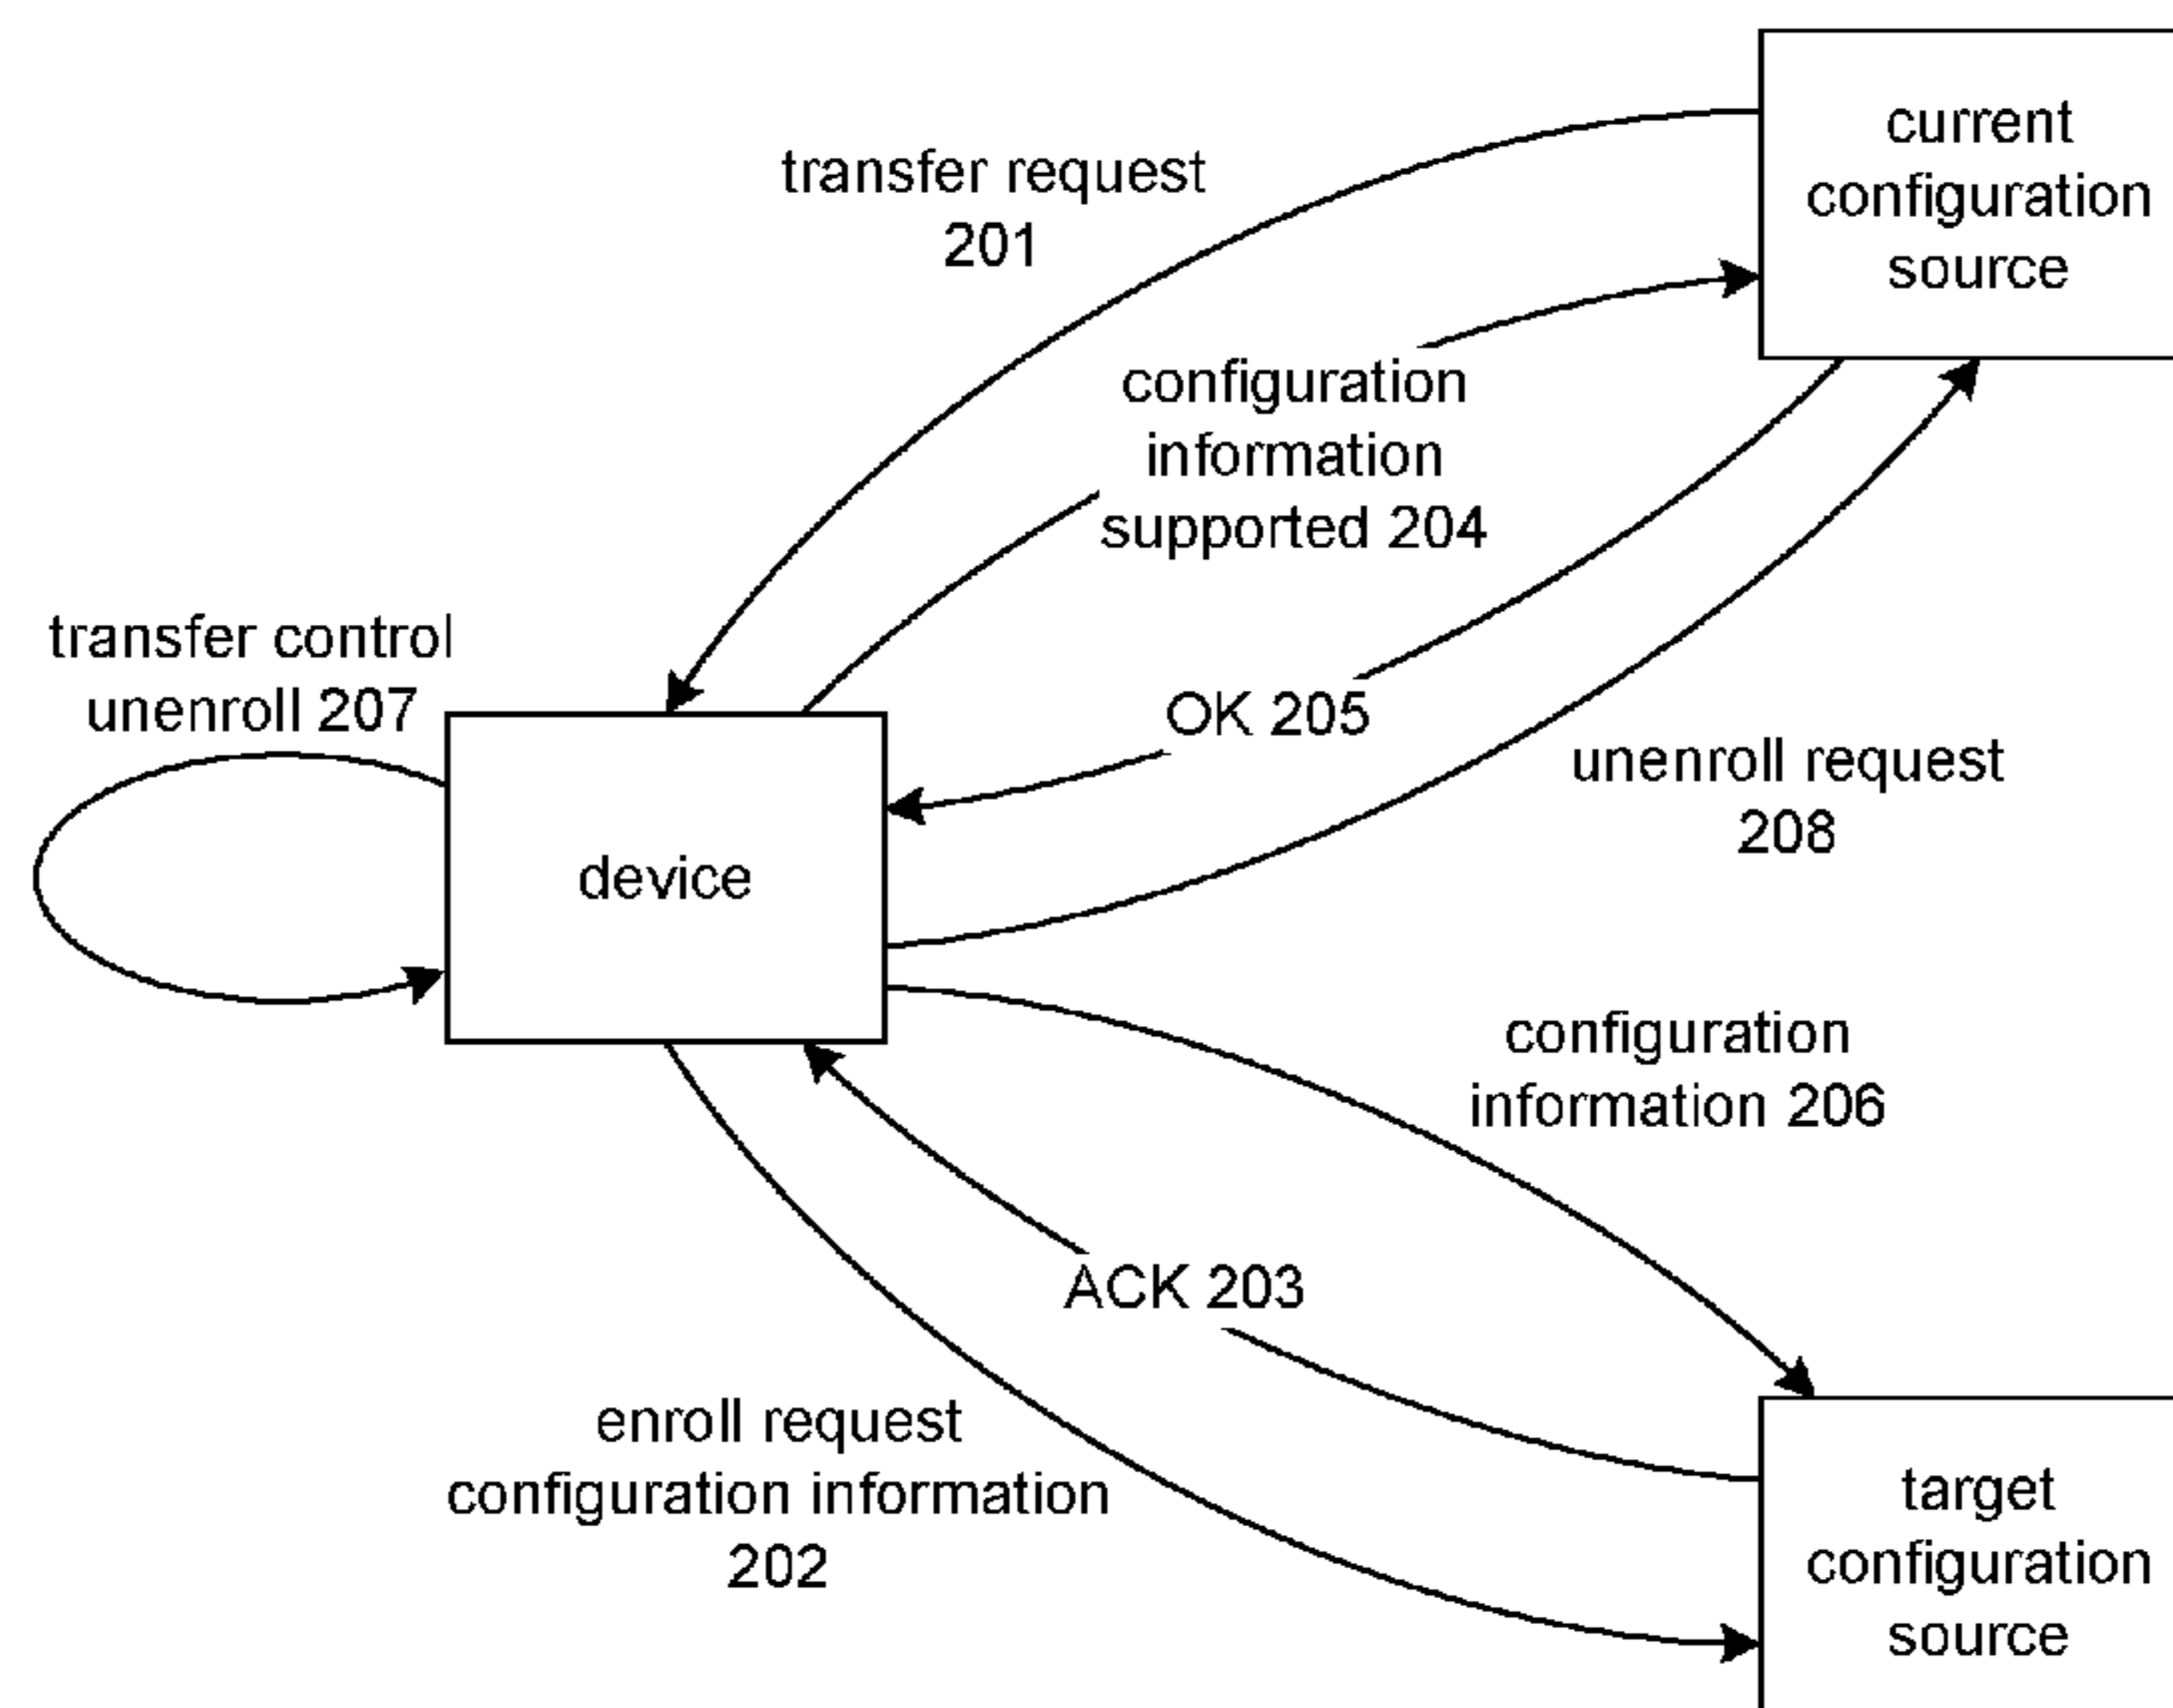 current
configuration
source
transfer request
201
configuration
information
supported 204
transfer control
unenroll 207
OK 205
unenroll request
208
device
configuration
information 206
ACK 203
enroll request
configuration information
202
target
configuration
source